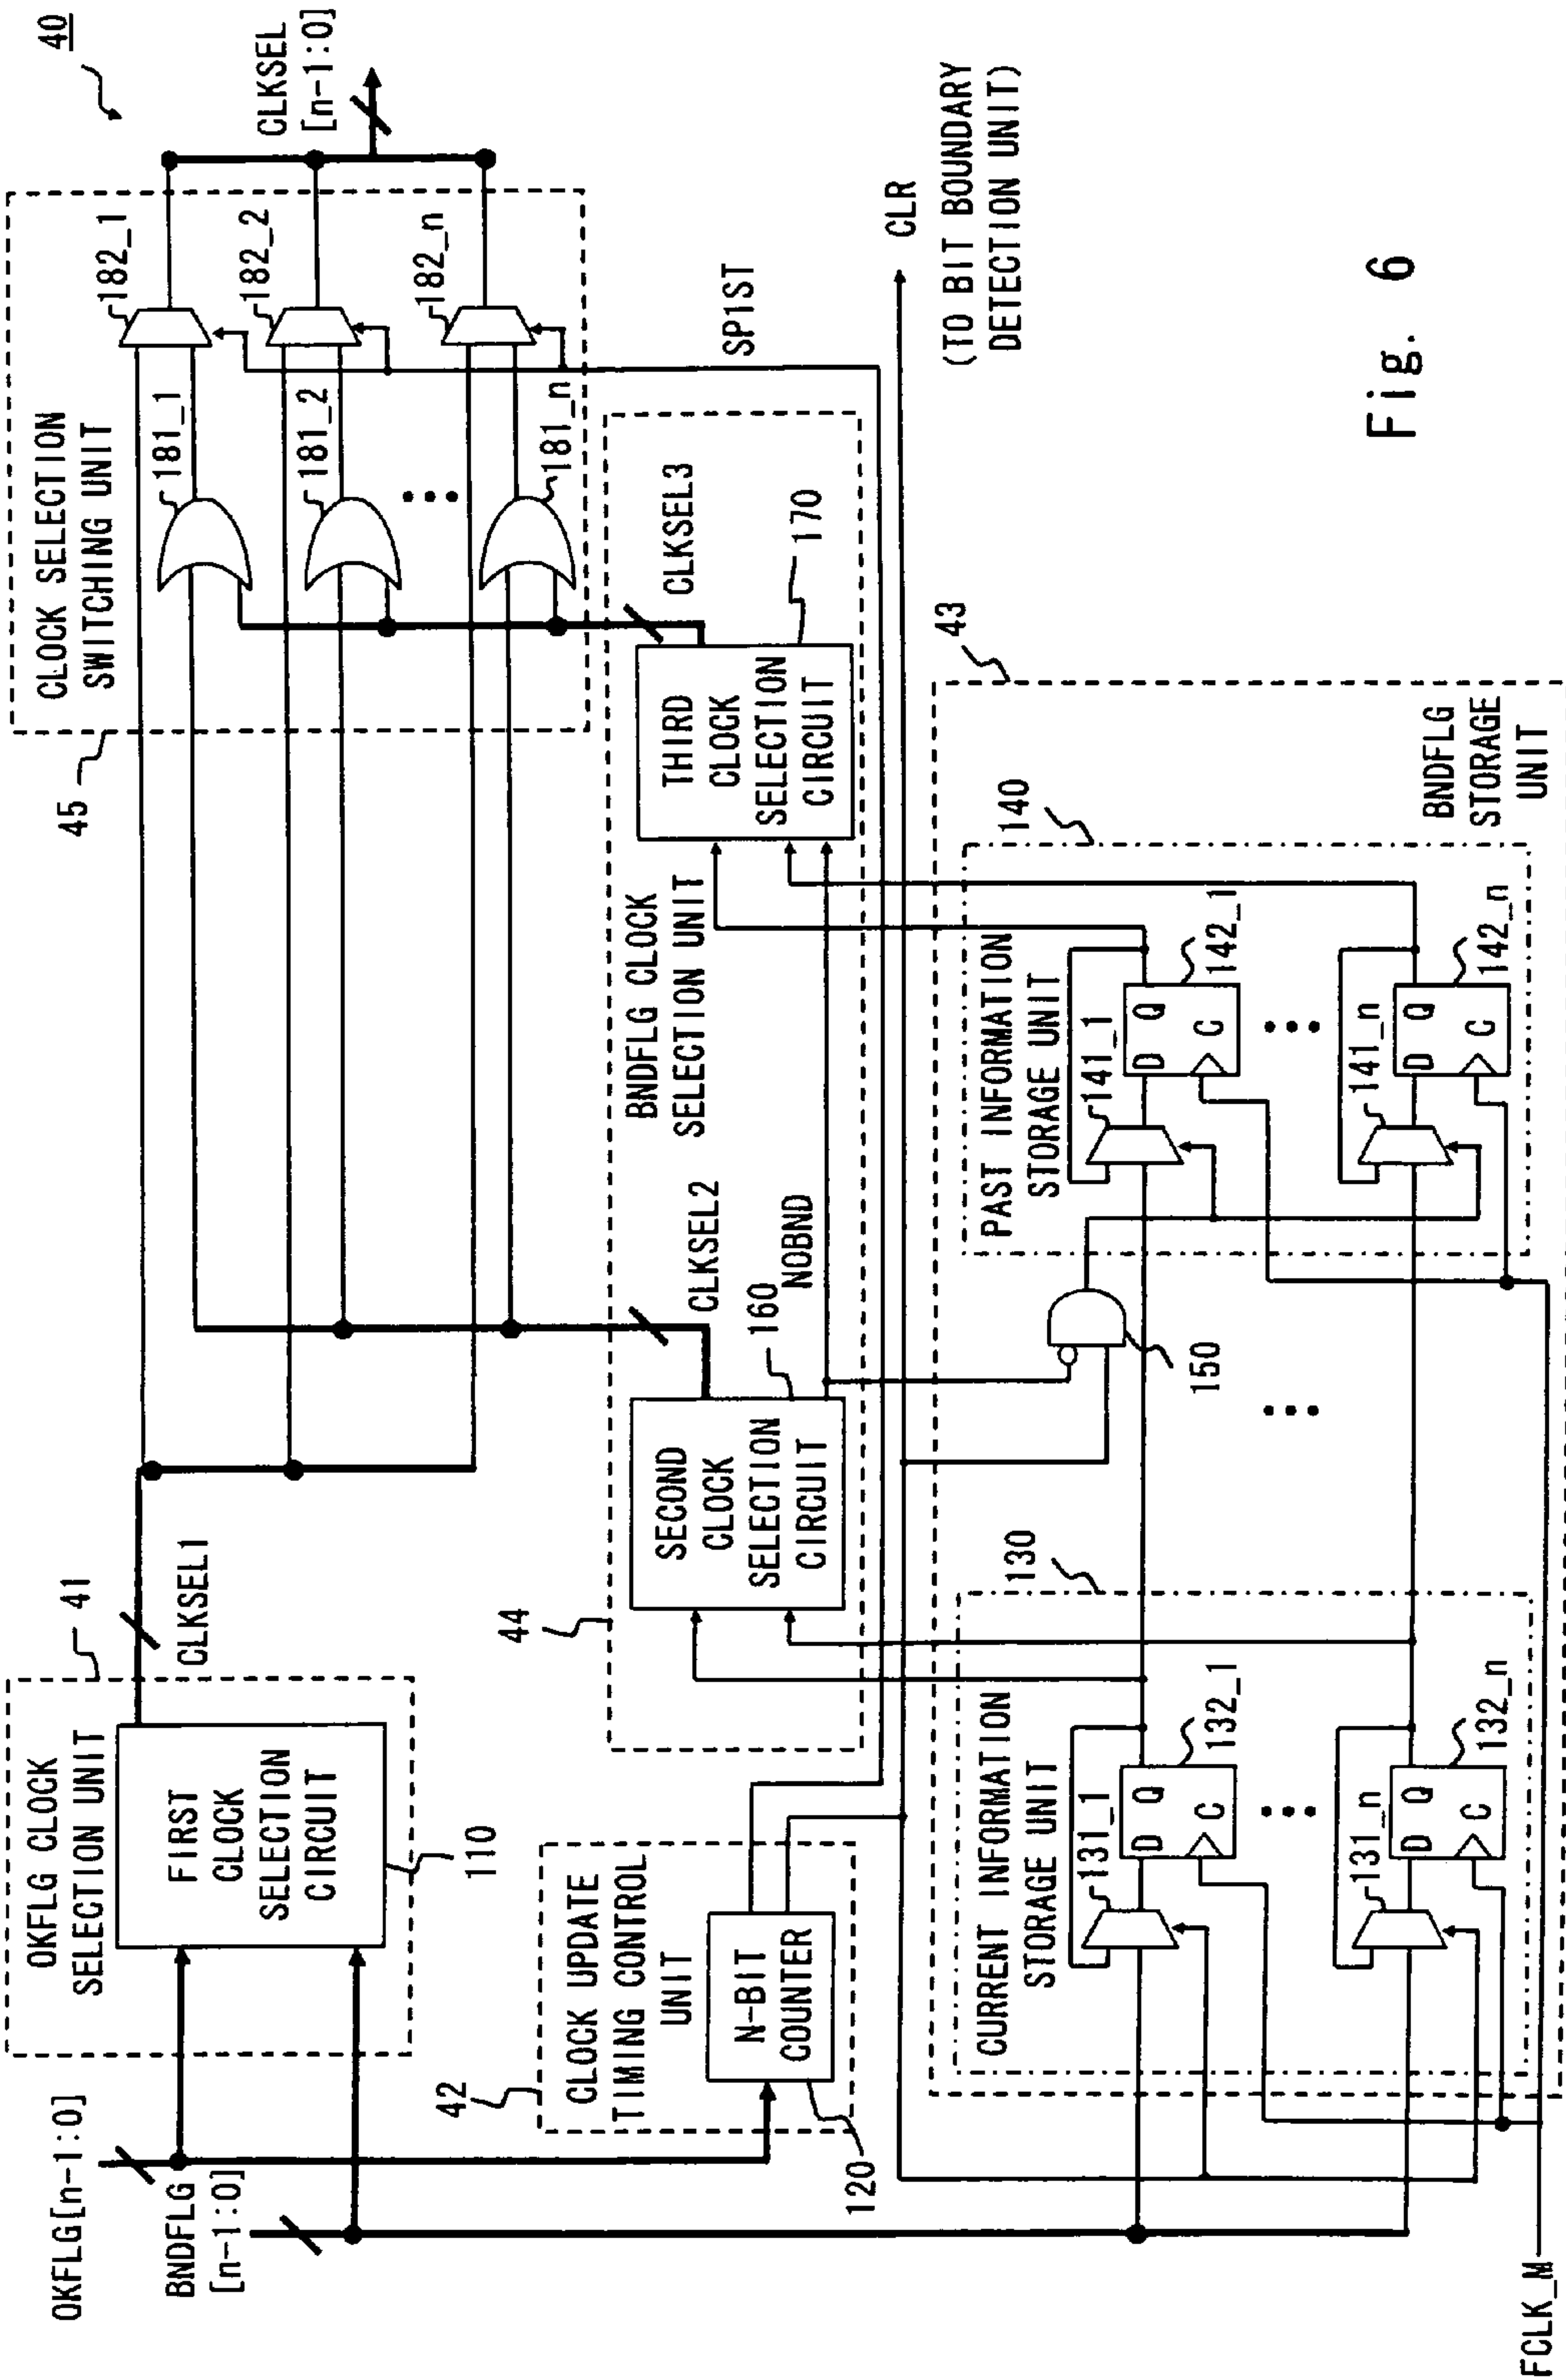 40
CLKSEL
[n-1:0]
CLOCK SELECTION
SWITCHING UNIT
45
181_1
182_1
181_2
182_2
181_n
182_n
SP1ST
CLR
(TO BIT BOUNDARY
DETECTION UNIT)
OKFLG[n-1:0]
BNDFLG
[n-1:0]
OKFLG CLOCK
SELECTION UNIT
41
FIRST
CLOCK
SELECTION
CIRCUIT
110
CLKSEL1
42
CLOCK UPDATE
TIMING CONTROL
UNIT
N-BIT
COUNTER
120
44
SECOND
CLOCK
SELECTION
CIRCUIT
160
CLKSEL2
NOBND
BNDFLG CLOCK
SELECTION UNIT
THIRD
CLOCK
SELECTION
CIRCUIT
170
CLKSEL3
43
BNDFLG
STORAGE
UNIT
130
CURRENT INFORMATION
STORAGE UNIT
131_1
D Q
C
132_1
131_n
D Q
C
132_n
150
140
PAST INFORMATION
STORAGE UNIT
141_1
D Q
C
142_1
141_n
D Q
C
142_n
FCLK_M
Fig. 6